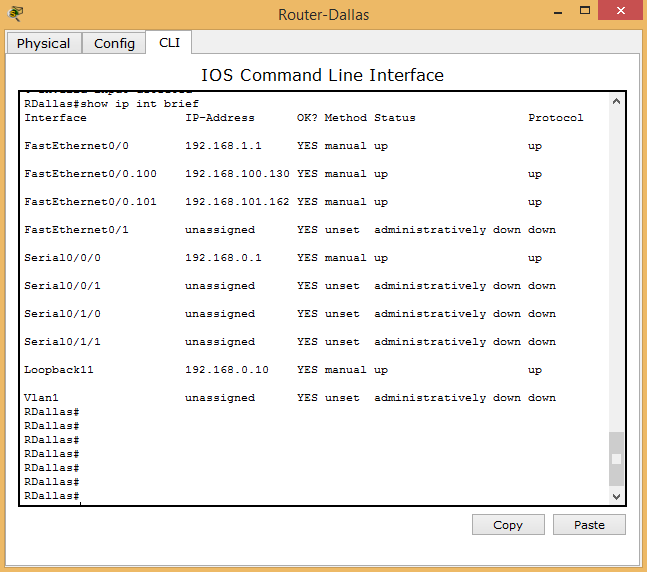 Router-Dallas
Physical Config CLI
IOS Command Line Interface
RDallas#show ip int brief
Interface IP-Address OK? Method Status Protocol
FastEthernet0/0 192.168.1.1 YES manual up up
FastEthernet0/0.100 192.168.100.130 YES manual up up
FastEthernet0/0.101 192.168.101.162 YES manual up up
FastEthernet0/1 unassigned YES unset administratively down down
Serial0/0/0 192.168.0.1 YES manual up up
Serial0/0/1 unassigned YES unset administratively down down
Serial0/1/0 unassigned YES unset administratively down down
Serial0/1/1 unassigned YES unset administratively down down
Loopback11 192.168.0.10 YES manual up up
Vlan1 unassigned YES unset administratively down down
RDallas#
RDallas#
RDallas#
RDallas#
RDallas#
RDallas#
RDallas#
Copy Paste